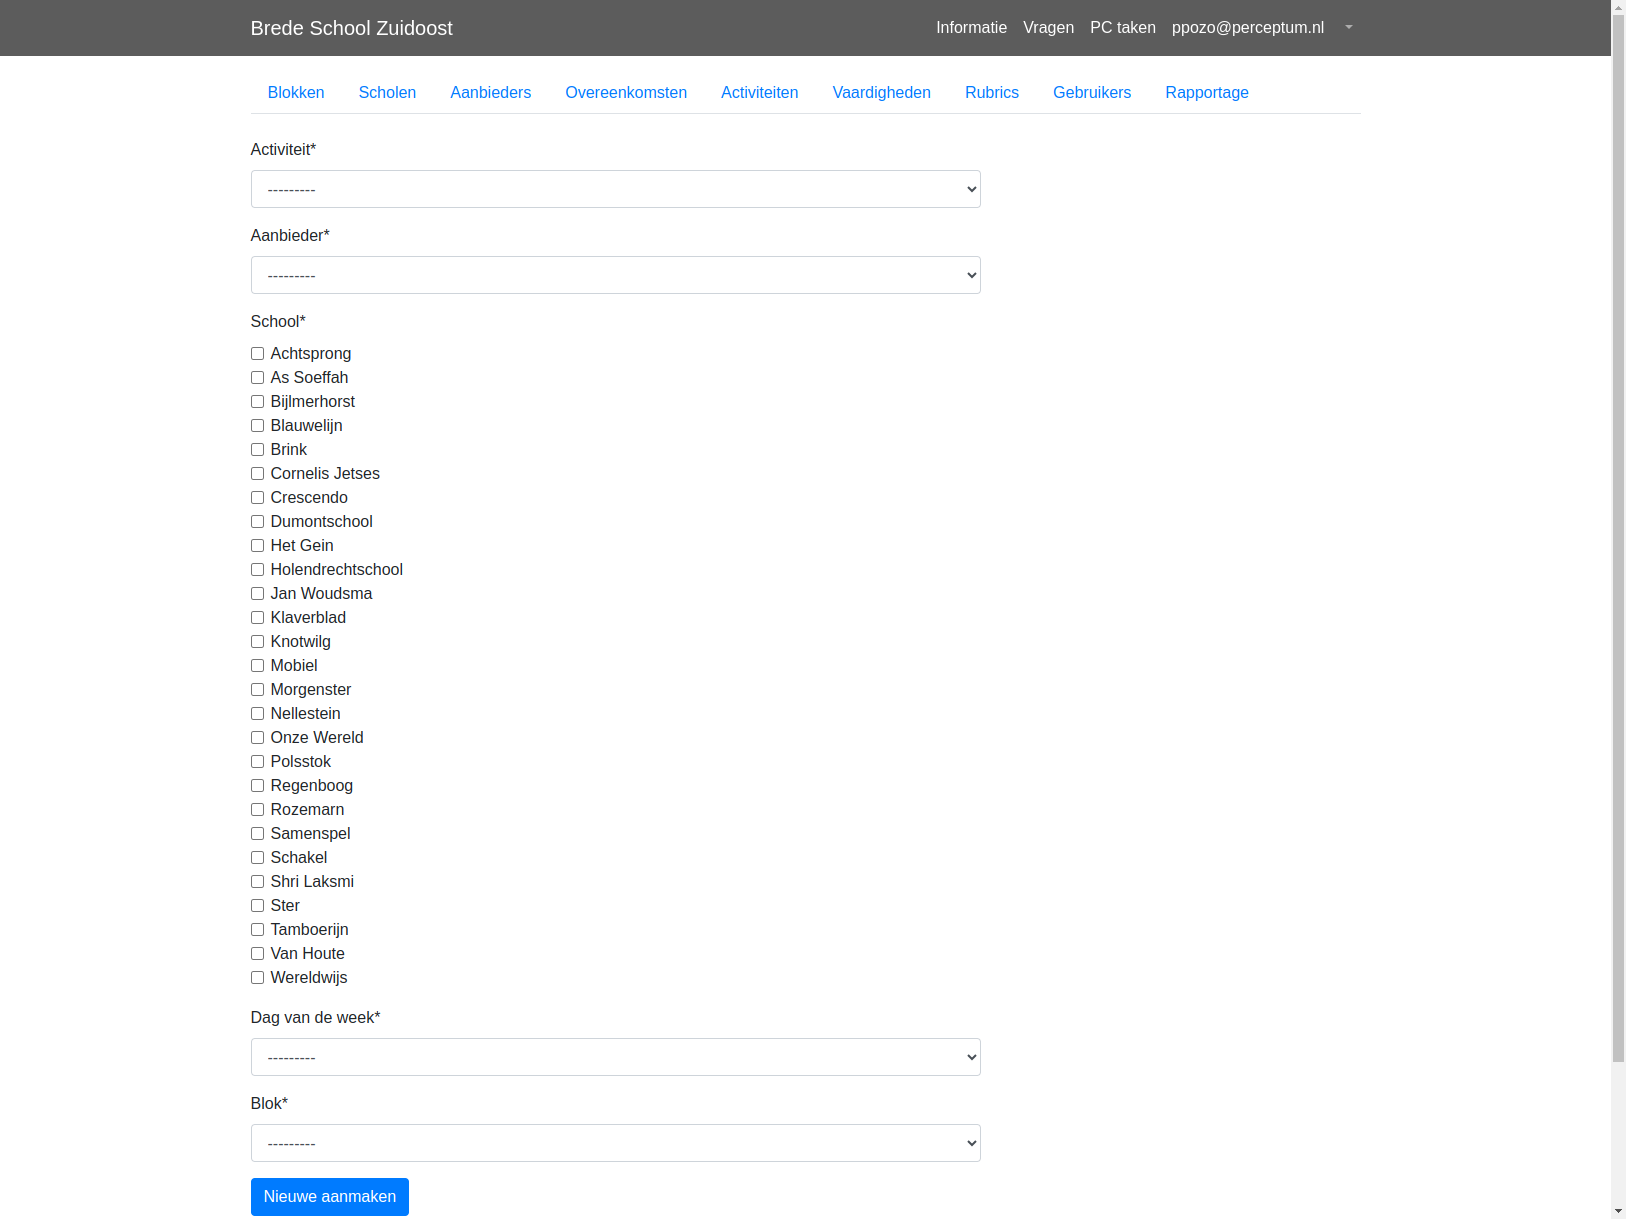 Brede School Zuidoost
Informatie Vragen PC taken ppozo@perceptum.nl
Blokken Scholen Aanbieders Overeenkomsten Activiteiten Vaardigheden Rubrics Gebruikers Rapportage
Activiteit*
---------
Aanbieder*
---------
School*
Achtsprong
As Soeffah
Bijlmerhorst
Blauwelijn
Brink
Cornelis Jetses
Crescendo
Dumontschool
Het Gein
Holendrechtschool
Jan Woudsma
Klaverblad
Knotwilg
Mobiel
Morgenster
Nellestein
Onze Wereld
Polsstok
Regenboog
Rozemarn
Samenspel
Schakel
Shri Laksmi
Ster
Tamboerijn
Van Houte
Wereldwijs
Dag van de week*
---------
Blok*
---------
Nieuwe aanmaken